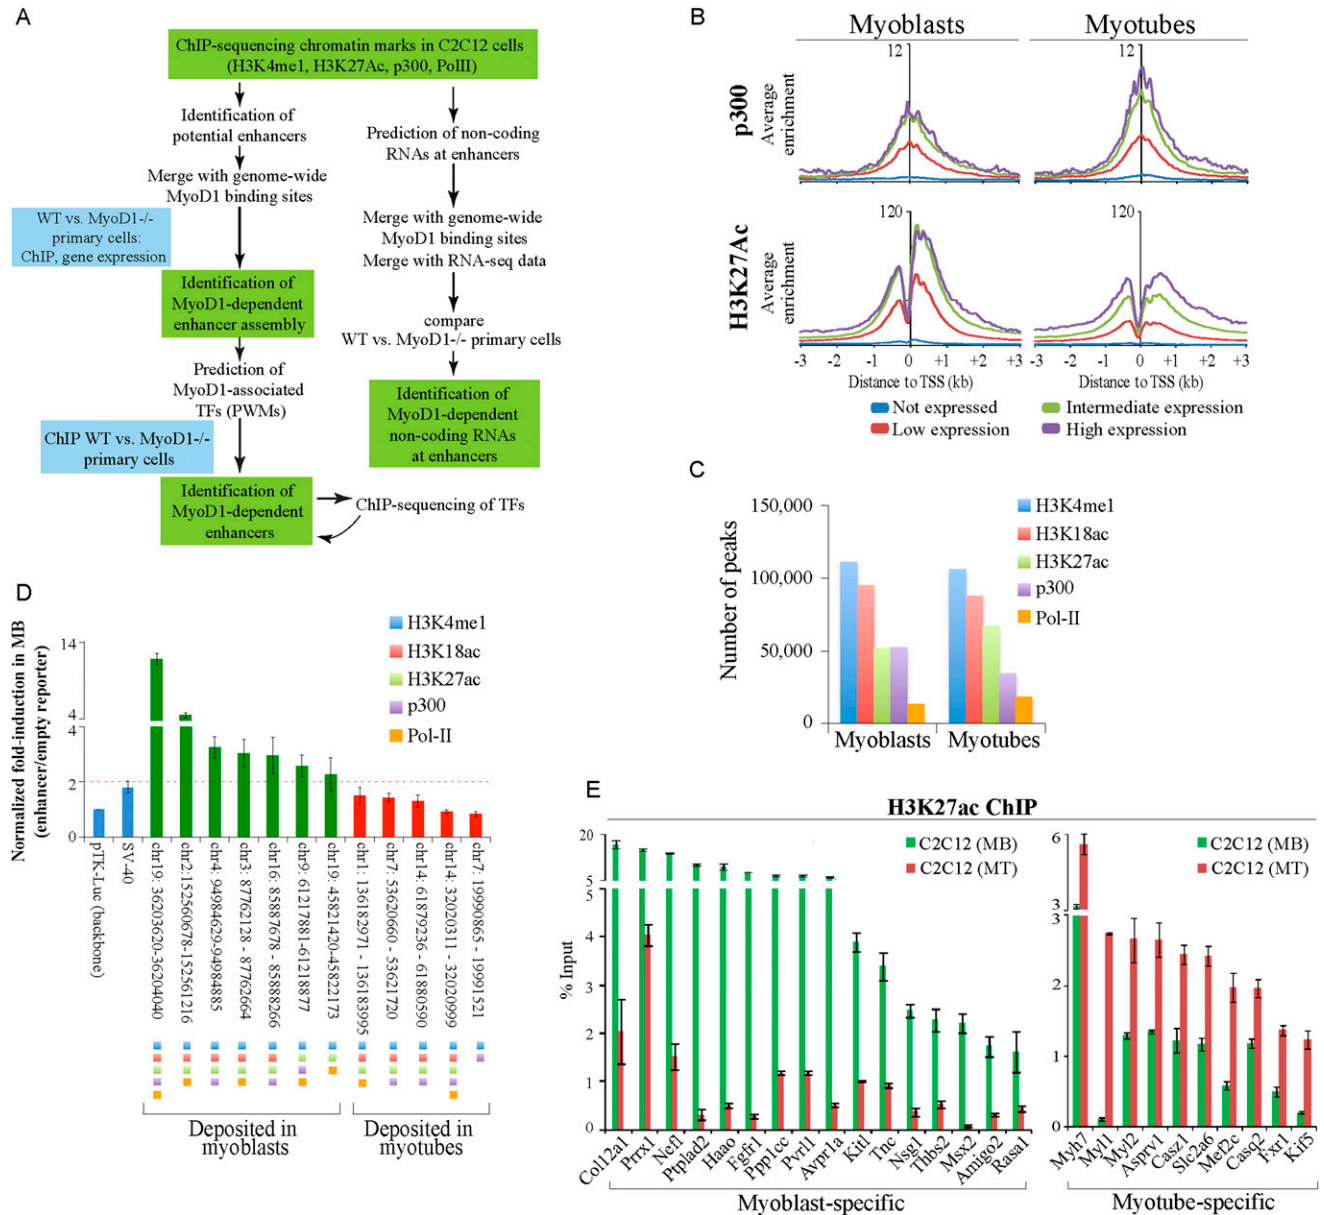 A
ChIP-sequencing chromatin marks in C2C12 cells
(H3K4me1, H3K27Ac, p300, PolII)
Identification of
potential enhancers
Merge with genome-wide
MyoD1 binding sites
WT vs. MyoD1-/-
primary cells:
ChIP, gene expression
Identification of
MyoD1-dependent
enhancer assembly
Prediction of
MyoD1-associated
TFs (PWMs)
ChIP WT vs. MyoD1-/-
primary cells
Identification of
MyoD1-dependent
enhancers
ChIP-sequencing of TFs
Prediction of non-coding
RNAs at enhancers
Merge with genome-wide
MyoD1 binding sites
Merge with RNA-seq data
compare
WT vs. MyoD1-/- primary cells
Identification of
MyoD1-dependent
non-coding RNAs
at enhancers
B
Myoblasts
Myotubes
p300
Average
enrichment
12
12
H3K27Ac
Average
enrichment
120
120
-3 -2 -1 0 +1 +2 +3
-3 -2 -1 0 +1 +2 +3
Distance to TSS (kb)
Distance to TSS (kb)
Not expressed
Intermediate expression
Low expression
High expression
C
Number of peaks
150,000
100,000
50,000
0
Myoblasts
Myotubes
H3K4me1
H3K18ac
H3K27ac
p300
Pol-II
D
Normalized fold-induction in MB
(enhancer/empty reporter)
14
4
4
2
0
H3K4me1
H3K18ac
H3K27ac
p300
Pol-II
pTK-Luc (backbone)
SV-40
chr19: 36203620-36204040
chr2:152560678-152561216
chr4: 94984629-94984885
chr3: 87762128 - 87762664
chr16: 85887678 - 85888266
chr9: 61217881-61218877
chr19: 45821420-45822173
chr1: 136182971 - 136183995
chr7: 53620660 - 53621720
chr14: 61879236 - 61880590
chr14: 32020311 - 32020999
chr7: 19990865 - 19991521
Deposited in
myoblasts
Deposited in
myotubes
E
H3K27ac ChIP
% Input
20
5
5
4
3
2
1
0
C2C12 (MB)
C2C12 (MT)
Col12a1
Prrx1
Nefl
Ptplad2
Haao
Fgfr1
Ppp1cc
Pvrl1
Avpr1a
Kitl
Tnc
Nsg1
Thbs2
Msx2
Amigo2
Rasa1
Myoblast-specific
6
3
3
2
1
0
C2C12 (MB)
C2C12 (MT)
Myh7
Myl1
Myl2
Asprv1
Casz1
Slc2a6
Mef2c
Casq2
Fxr1
Kif5
Myotube-specific